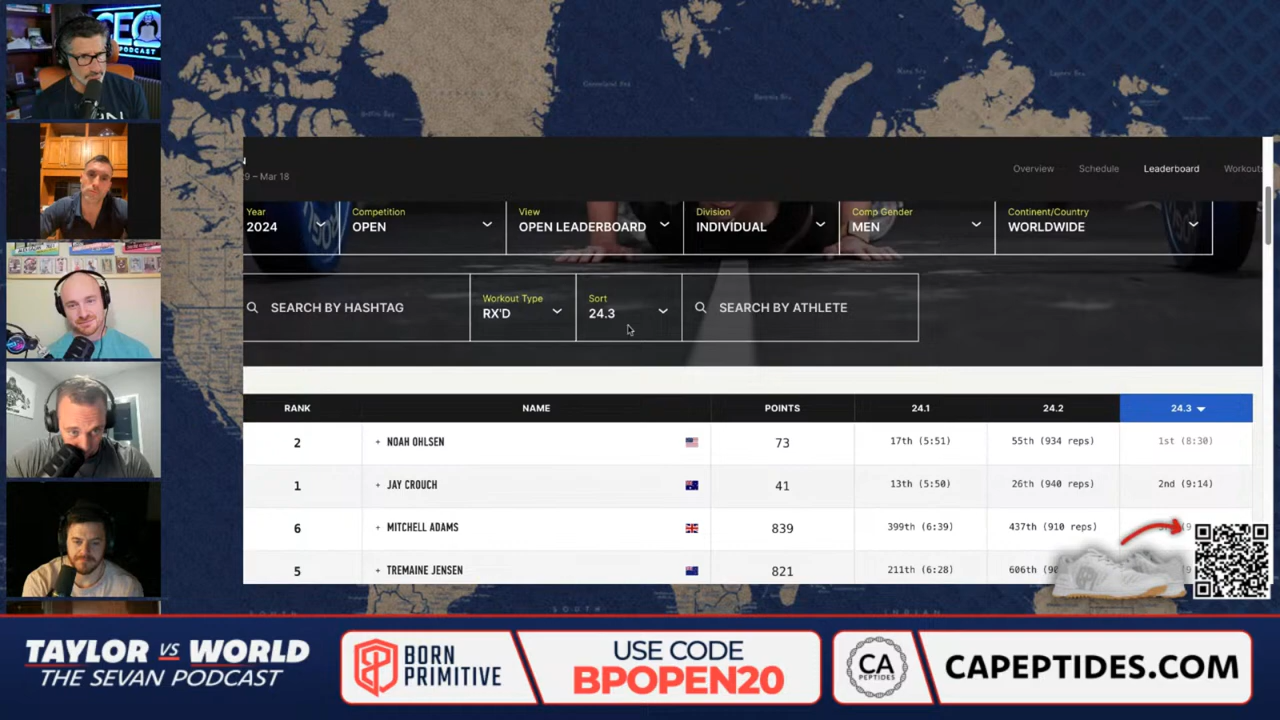 CEO
PODCAST
9 – Mar 18
Overview Schedule Leaderboard Workouts
Year Competition View Division Comp Gender Continent/Country
2024 OPEN OPEN LEADERBOARD INDIVIDUAL MEN WORLDWIDE
SEARCH BY HASHTAG
Workout Type
RX'D
Sort
24.3
SEARCH BY ATHLETE
RANK NAME POINTS 24.1 24.2 24.3
2 + NOAH OHLSEN 73 17th (5:51) 55th (934 reps) 1st (8:30)
1 + JAY CROUCH 41 13th (5:50) 26th (940 reps) 2nd (9:14)
6 + MITCHELL ADAMS 839 399th (6:39) 437th (910 reps)
5 + TREMAINE JENSEN 821 211th (6:28)
SOUTH
INDIAN
TAYLOR VS WORLD
THE SEVAN PODCAST
BORN
PRIMITIVE
USE CODE
BPOPEN20
CA
PEPTIDES
CAPEPTIDES.COM